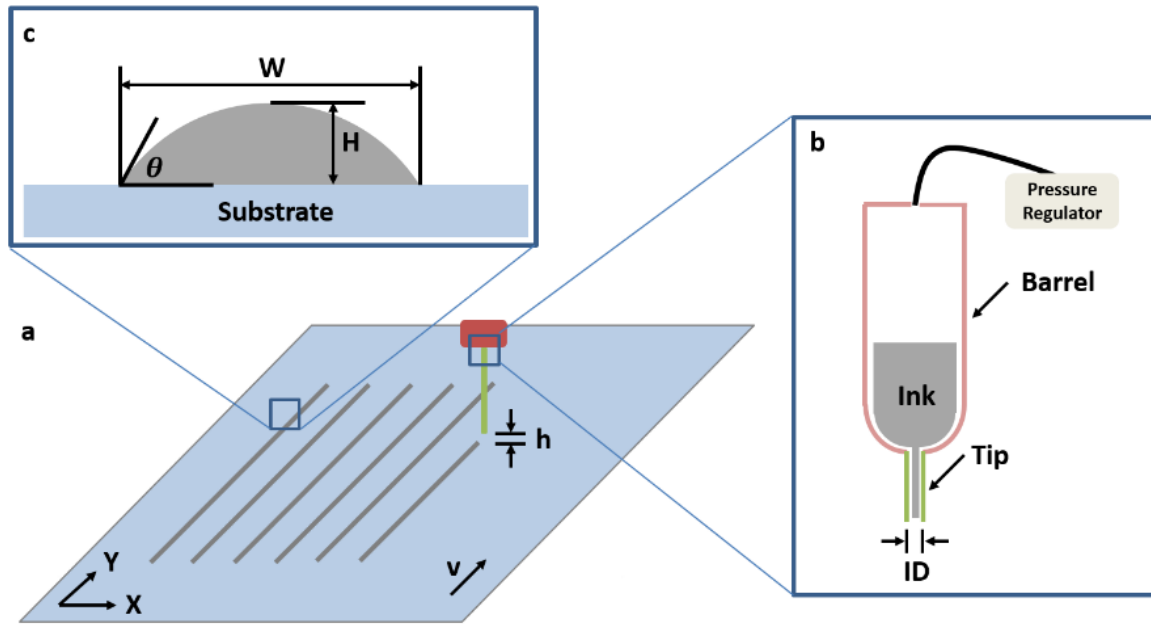 c
W
H
θ
Substrate
a
h
v
Y
X
b
Pressure
Regulator
Barrel
Ink
Tip
ID